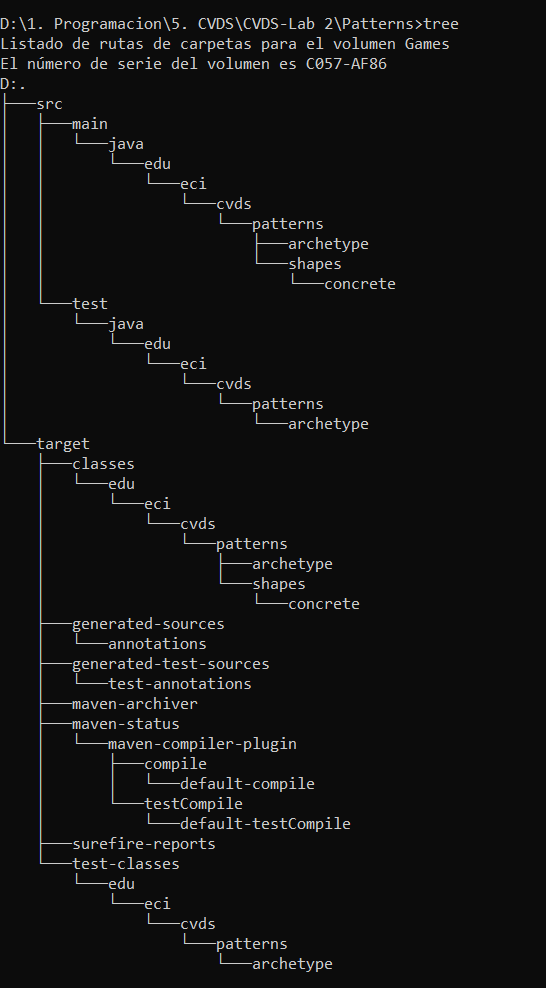 D:\1. Programacion\5. CVDS\CVDS-Lab 2\Patterns>tree
Listado de rutas de carpetas para el volumen Games
El número de serie del volumen es C057-AF86
D:.
├───src
│   ├───main
│   │   └───java
│   │       └───edu
│   │           └───eci
│   │               └───cvds
│   │                   └───patterns
│   │                       ├───archetype
│   │                       └───shapes
│   │                           └───concrete
│   └───test
│       └───java
│           └───edu
│               └───eci
│                   └───cvds
│                       └───patterns
│                           └───archetype
└───target
    ├───classes
    │   └───edu
    │       └───eci
    │           └───cvds
    │               └───patterns
    │                   ├───archetype
    │                   └───shapes
    │                       └───concrete
    ├───generated-sources
    │   └───annotations
    ├───generated-test-sources
    │   └───test-annotations
    ├───maven-archiver
    ├───maven-status
    │   └───maven-compiler-plugin
    │       ├───compile
    │       │   └───default-compile
    │       └───testCompile
    │           └───default-testCompile
    ├───surefire-reports
    └───test-classes
        └───edu
            └───eci
                └───cvds
                    └───patterns
                        └───archetype